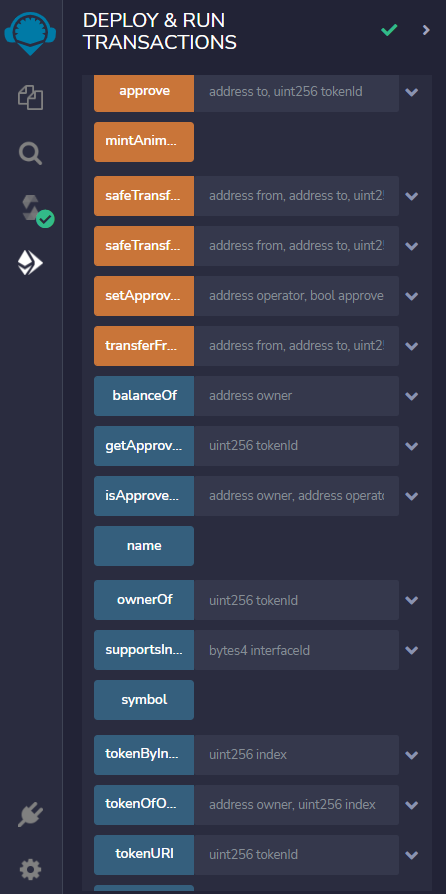 DEPLOY & RUN
TRANSACTIONS
approve address to, uint256 tokenId
mintAnim...
safeTransf... address from, address to, uint25
safeTransf... address from, address to, uint25
setApprov... address operator, bool approve
transferFr... address from, address to, uint25
balanceOf address owner
getApprov... uint256 tokenId
isApprove... address owner, address operato
name
ownerOf uint256 tokenId
supportsIn... bytes4 interfaceId
symbol
tokenByIn... uint256 index
tokenOfO... address owner, uint256 index
tokenURI uint256 tokenId